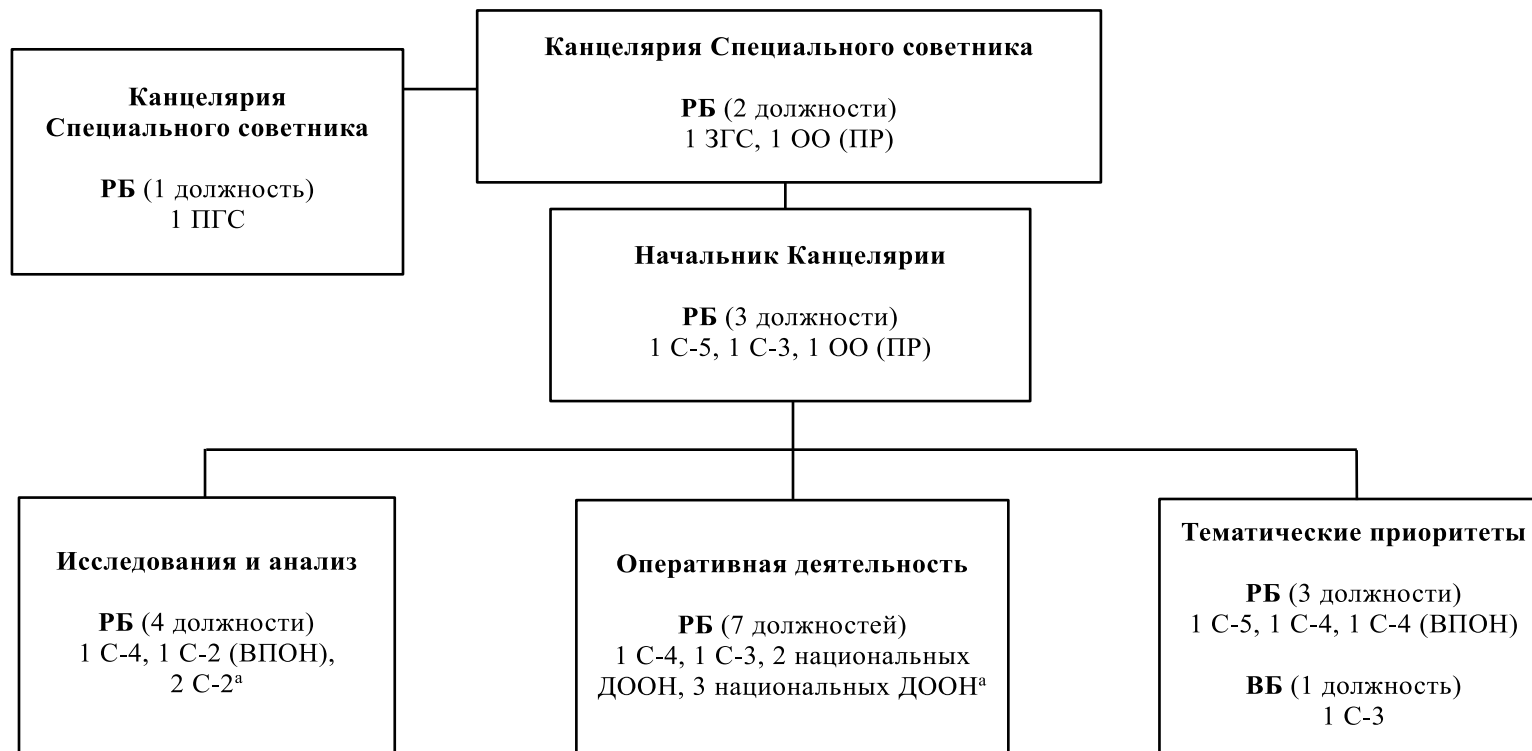 Канцелярия Специального советника
РБ (2 должности)
1 ЗГС, 1 ОО (ПР)
Канцелярия
Специального советника
РБ (1 должность)
1 ПГС
Начальник Канцелярии
РБ (3 должности)
1 С-5, 1 С-3, 1 ОО (ПР)
Исследования и анализ
РБ (4 должности)
1 С-4, 1 С-2 (ВПОН),
2 С-2ᵃ
Оперативная деятельность
РБ (7 должностей)
1 С-4, 1 С-3, 2 национальных
ДООН, 3 национальных ДООНᵃ
Тематические приоритеты
РБ (3 должности)
1 С-5, 1 С-4, 1 С-4 (ВПОН)
ВБ (1 должность)
1 С-3